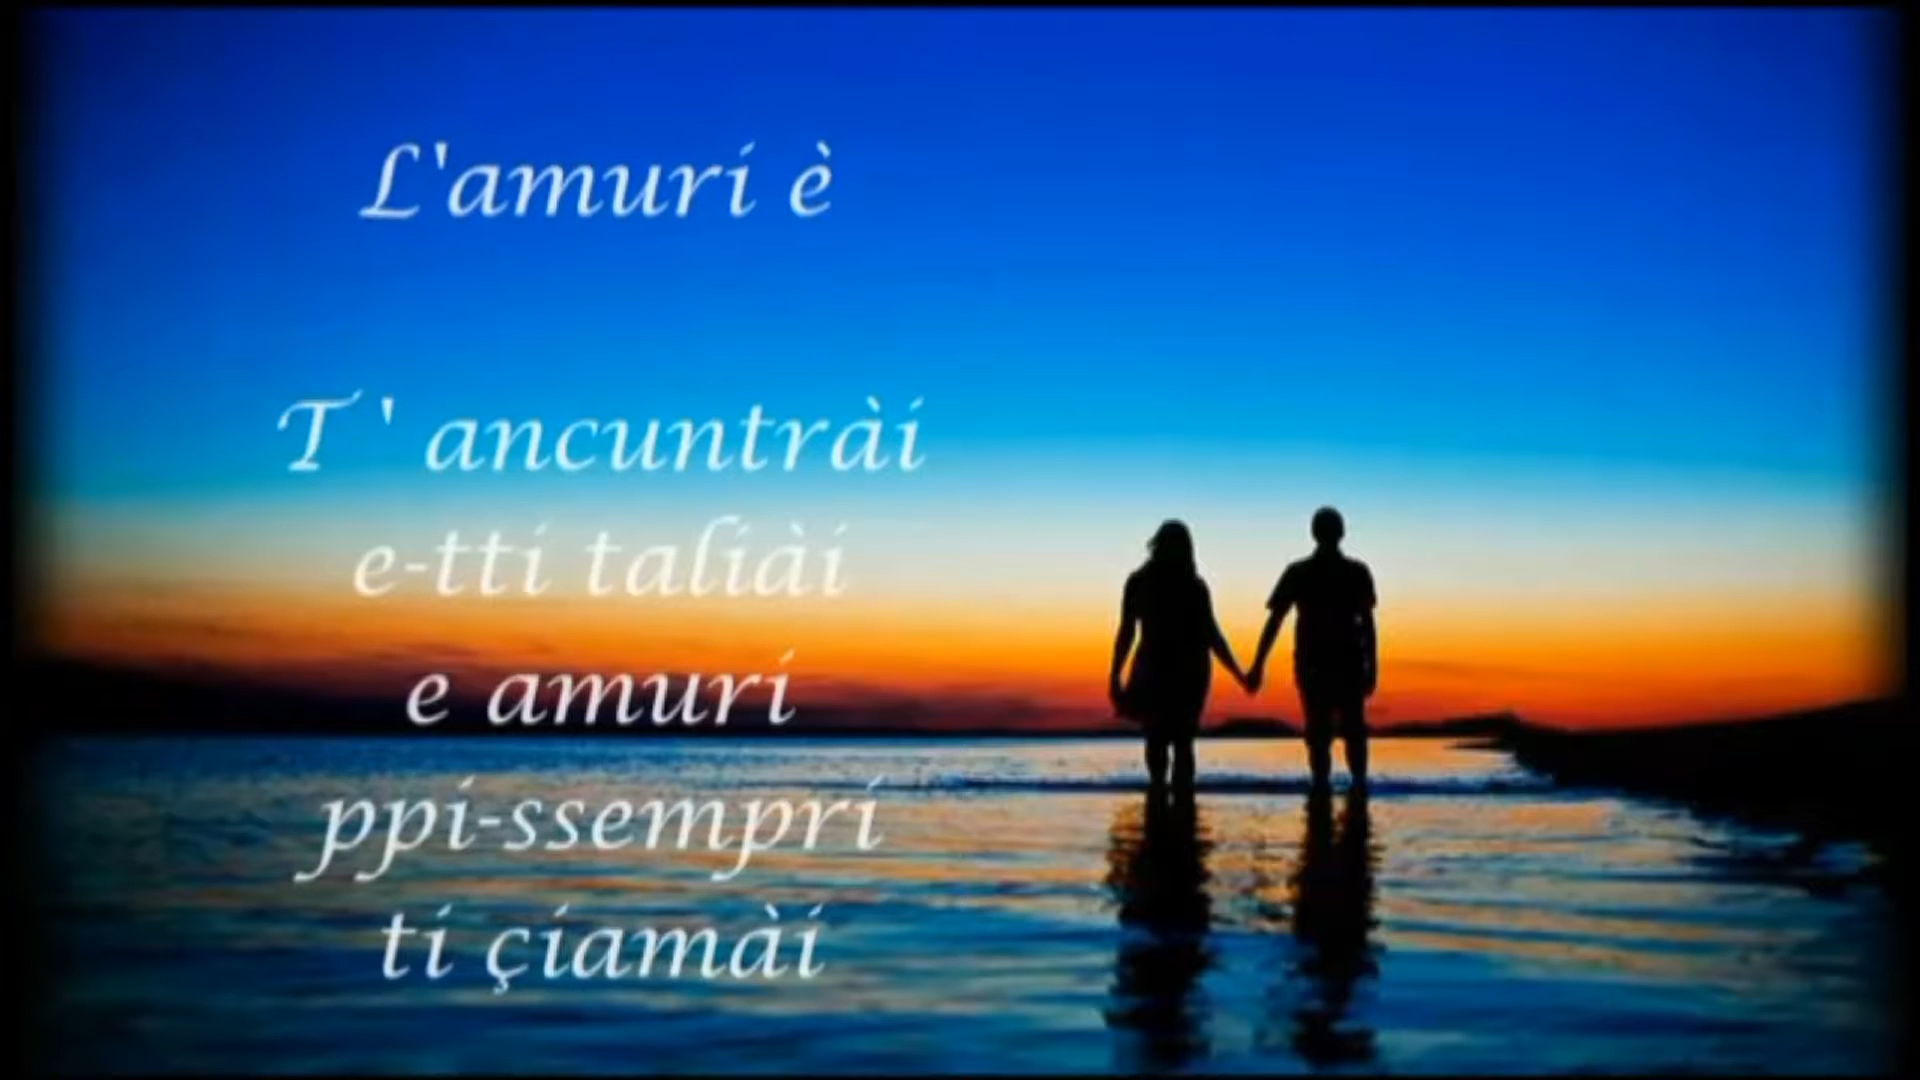 L'amuri è
T ' ancuntrài
e-tti taliài
e amuri
ppi-ssempri
ti çiamài